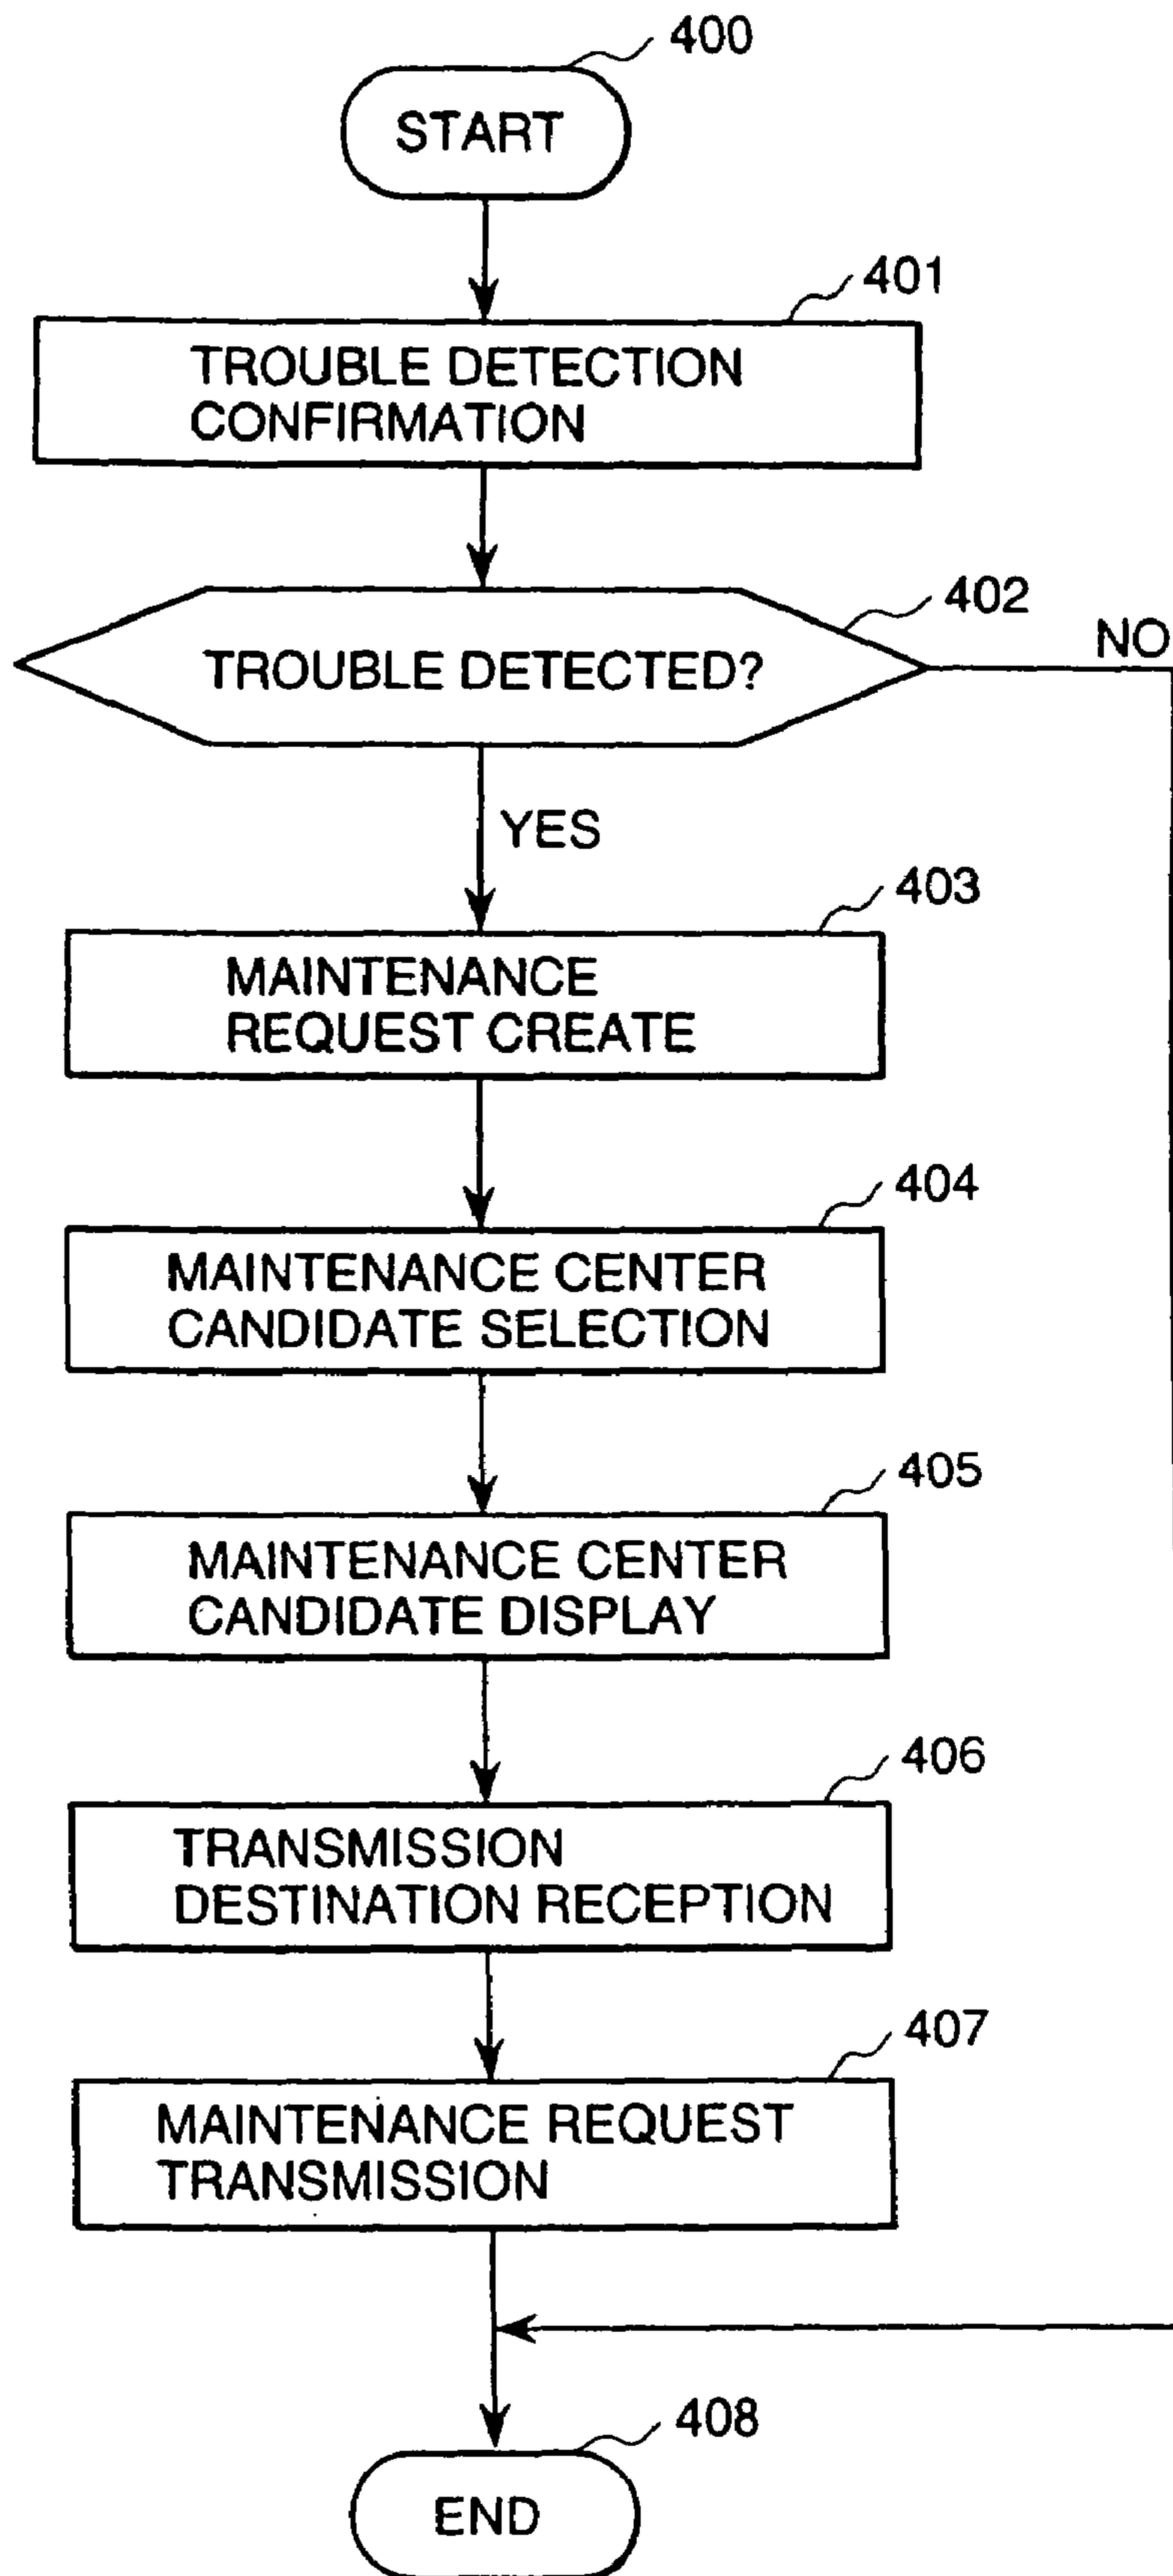 400
START
401
TROUBLE DETECTION
CONFIRMATION
402
TROUBLE DETECTED?
NO
YES
403
MAINTENANCE
REQUEST CREATE
404
MAINTENANCE CENTER
CANDIDATE SELECTION
405
MAINTENANCE CENTER
CANDIDATE DISPLAY
406
TRANSMISSION
DESTINATION RECEPTION
407
MAINTENANCE REQUEST
TRANSMISSION
408
END